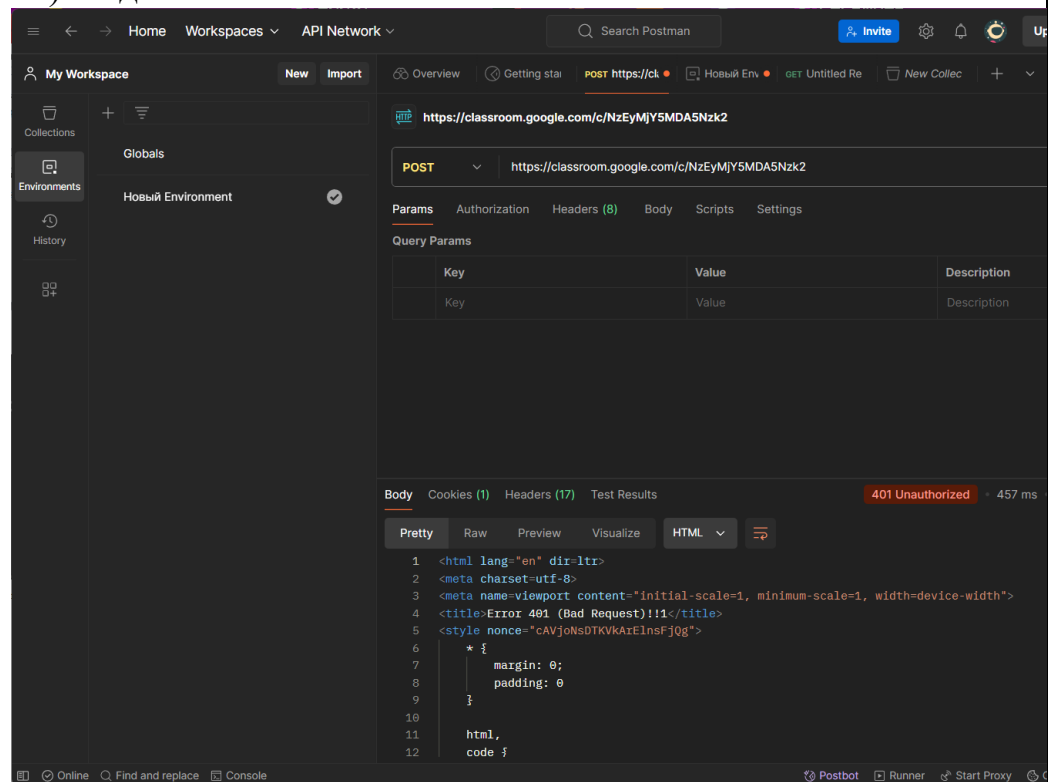 Home Workspaces API Network Search Postman Invite
My Workspace New Import Overview Getting star POST https://cla Новый Env GET Untitled Re New Collec
Collections
Environments
History
Globals
Новый Environment
HTTP https://classroom.google.com/c/NzEyMjY5MDA5Nzk2
POST https://classroom.google.com/c/NzEyMjY5MDA5Nzk2
Params Authorization Headers (8) Body Scripts Settings
Query Params
Key Value Description
Key Value Description
Body Cookies (1) Headers (17) Test Results 401 Unauthorized 457 ms
Pretty Raw Preview Visualize HTML
1 <html lang="en" dir=ltr>
2 <meta charset=utf-8>
3 <meta name=viewport content="initial-scale=1, minimum-scale=1, width=device-width">
4 <title>Error 401 (Bad Request)!!1</title>
5 <style nonce="cAVjoNsDTKVkArElnsFjQg">
6 * {
7 margin: 0;
8 padding: 0
9 }
10
11 html,
12 code {
Online Find and replace Console Postbot Runner Start Proxy